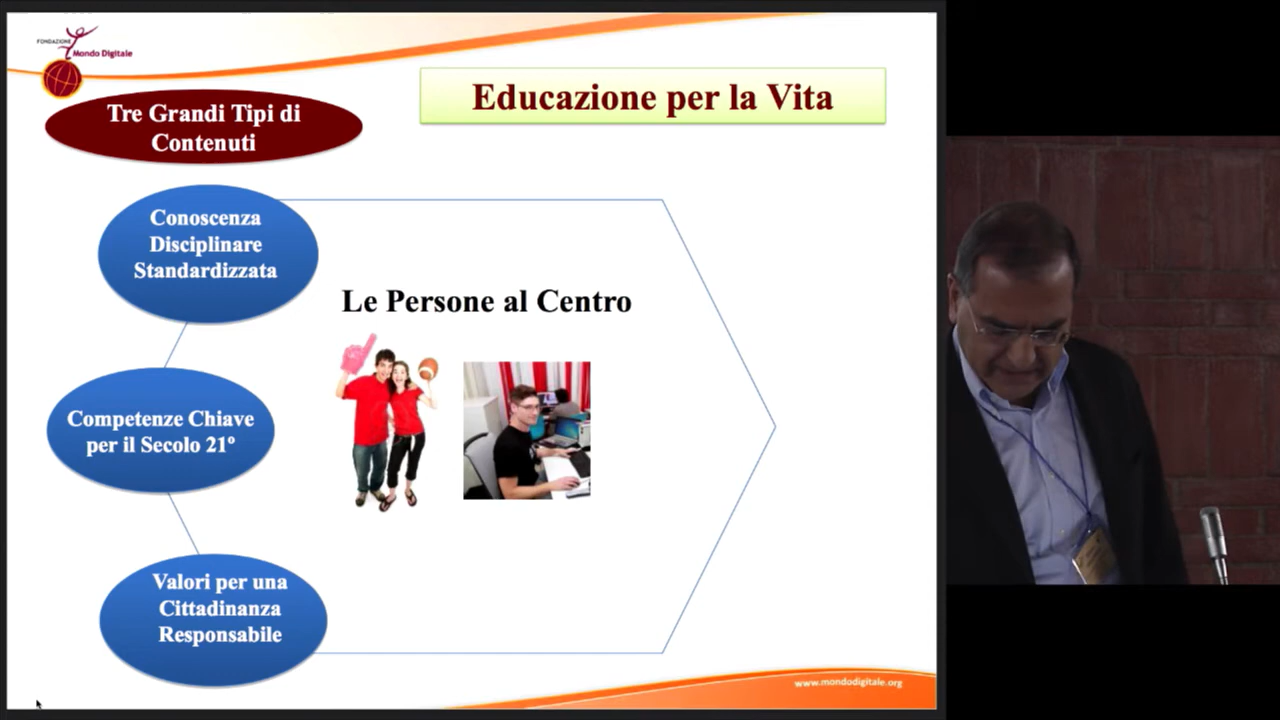 FONDAZIONE
Mondo Digitale
Educazione per la Vita
Tre Grandi Tipi di
Contenuti
Conoscenza
Disciplinare
Standardizzata
Le Persone al Centro
Competenze Chiave
per il Secolo 21º
Valori per una
Cittadinanza
Responsabile
www.mondodigitale.org